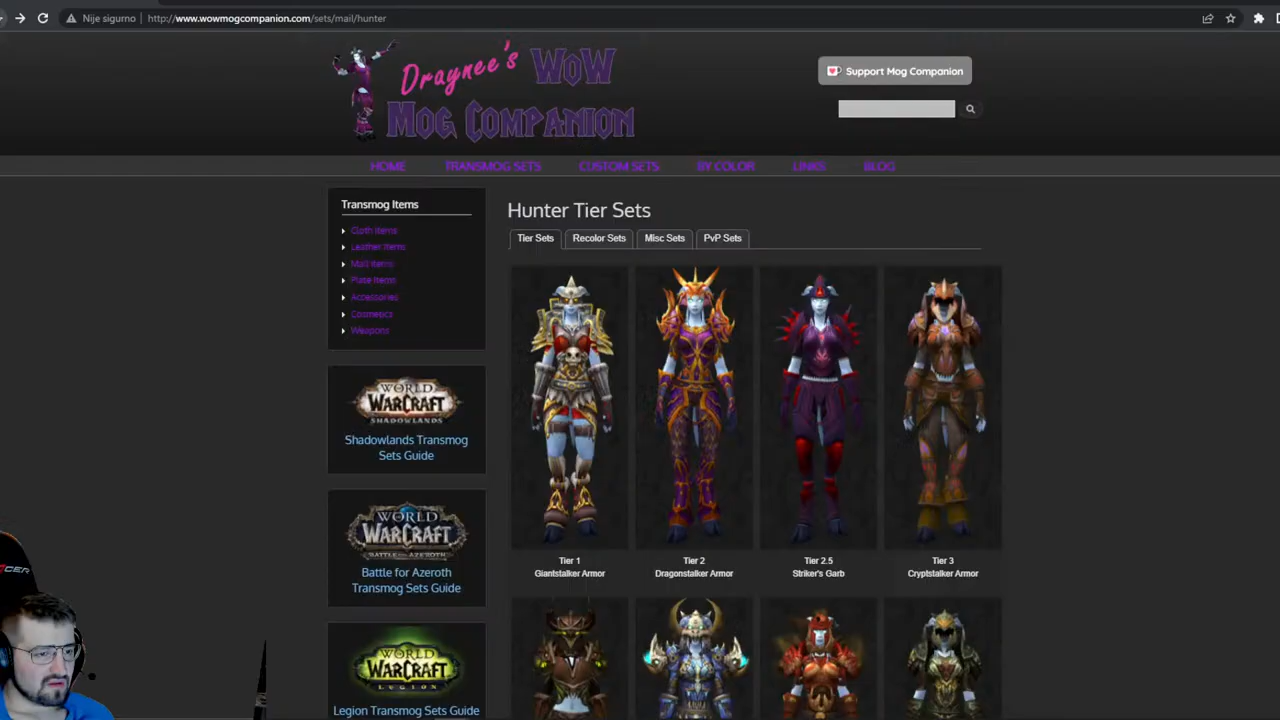 Nije sigurno
http://www.wowmogcompanion.com/sets/mail/hunter
Draynee's WoW
Mog Companion
Support Mog Companion
HOME
TRANSMOG SETS
CUSTOM SETS
BY COLOR
LINKS
BLOG
Transmog Items
Cloth Items
Leather Items
Mail Items
Plate Items
Accessories
Cosmetics
Weapons
WORLD
WARCRAFT
SHADOWLANDS
Shadowlands Transmog
Sets Guide
WORLD
WARCRAFT
BATTLE FOR AZEROTH
Battle for Azeroth
Transmog Sets Guide
WORLD
WARCRAFT
LEGION
Legion Transmog Sets Guide
Hunter Tier Sets
Tier Sets
Recolor Sets
Misc Sets
PvP Sets
Tier 1
Giantstalker Armor
Tier 2
Dragonstalker Armor
Tier 2.5
Striker's Garb
Tier 3
Cryptstalker Armor